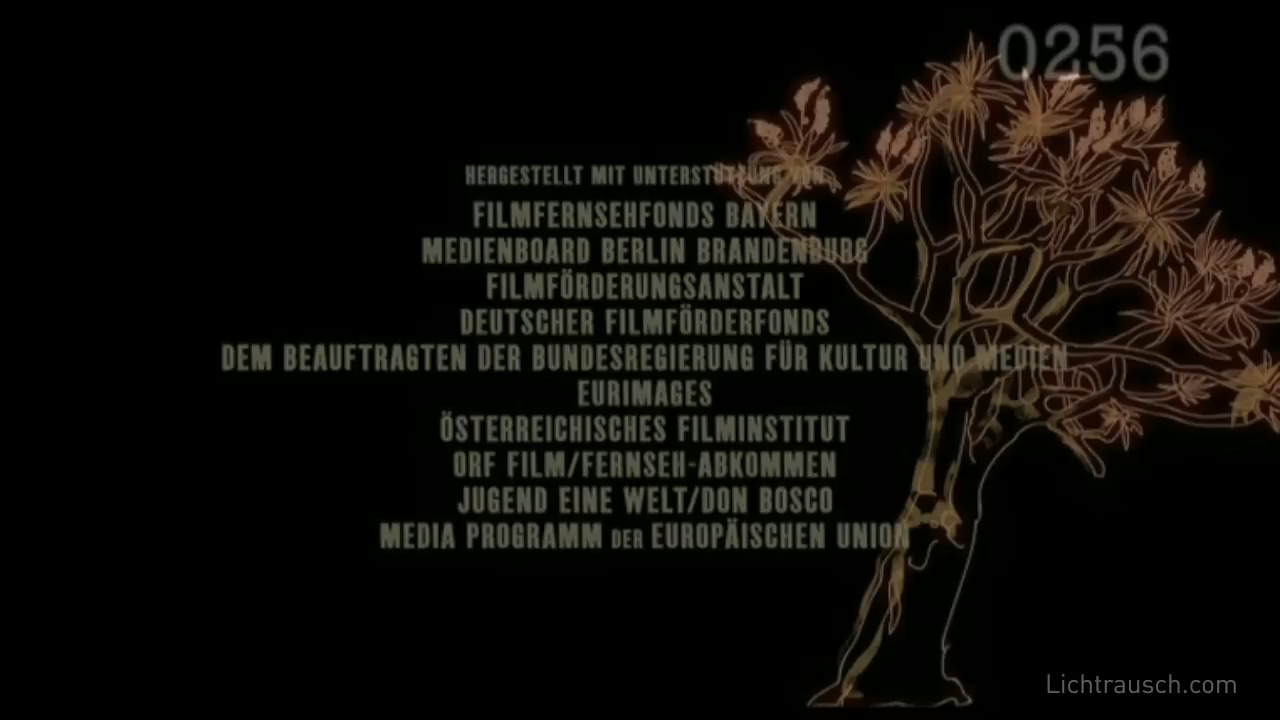 0256
HERGESTELLT MIT UNTERSTÜTZUNG VON
FILMFERNSEHFONDS BAYERN
MEDIENBOARD BERLIN BRANDENBURG
FILMFÖRDERUNGSANSTALT
DEUTSCHER FILMFÖRDERFONDS
DEM BEAUFTRAGTEN DER BUNDESREGIERUNG FÜR KULTUR UND MEDIEN
EURIMAGES
ÖSTERREICHISCHES FILMINSTITUT
ORF FILM/FERNSEH-ABKOMMEN
JUGEND EINE WELT/DON BOSCO
MEDIA PROGRAMM DER EUROPÄISCHEN UNION
Lichtrausch.com